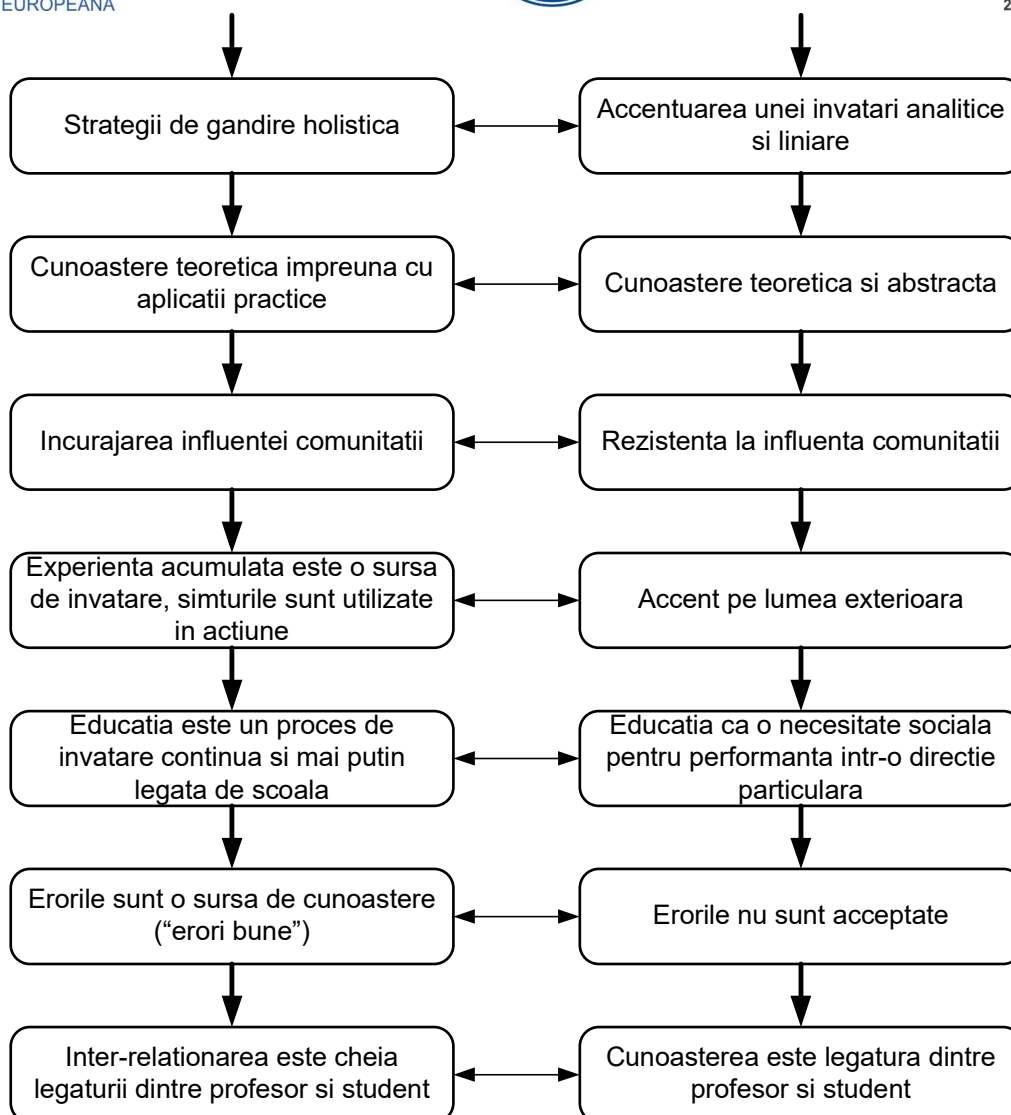 EUROPEANA
2
Strategii de gandire holistica
Accentuarea unei invatari analitice
si liniare
Cunoastere teoretica impreuna cu
aplicatii practice
Cunoastere teoretica si abstracta
Incurajarea influentei comunitatii
Rezistenta la influenta comunitatii
Experienta acumulata este o sursa
de invatare, simturile sunt utilizate
in actiune
Accent pe lumea exterioara
Educatia este un proces de
invatare continua si mai putin
legata de scoala
Educatia ca o necesitate sociala
pentru performanta intr-o directie
particulara
Erorile sunt o sursa de cunoastere
(“erori bune”)
Erorile nu sunt acceptate
Inter-relationarea este cheia
legaturii dintre profesor si student
Cunoasterea este legatura dintre
profesor si student